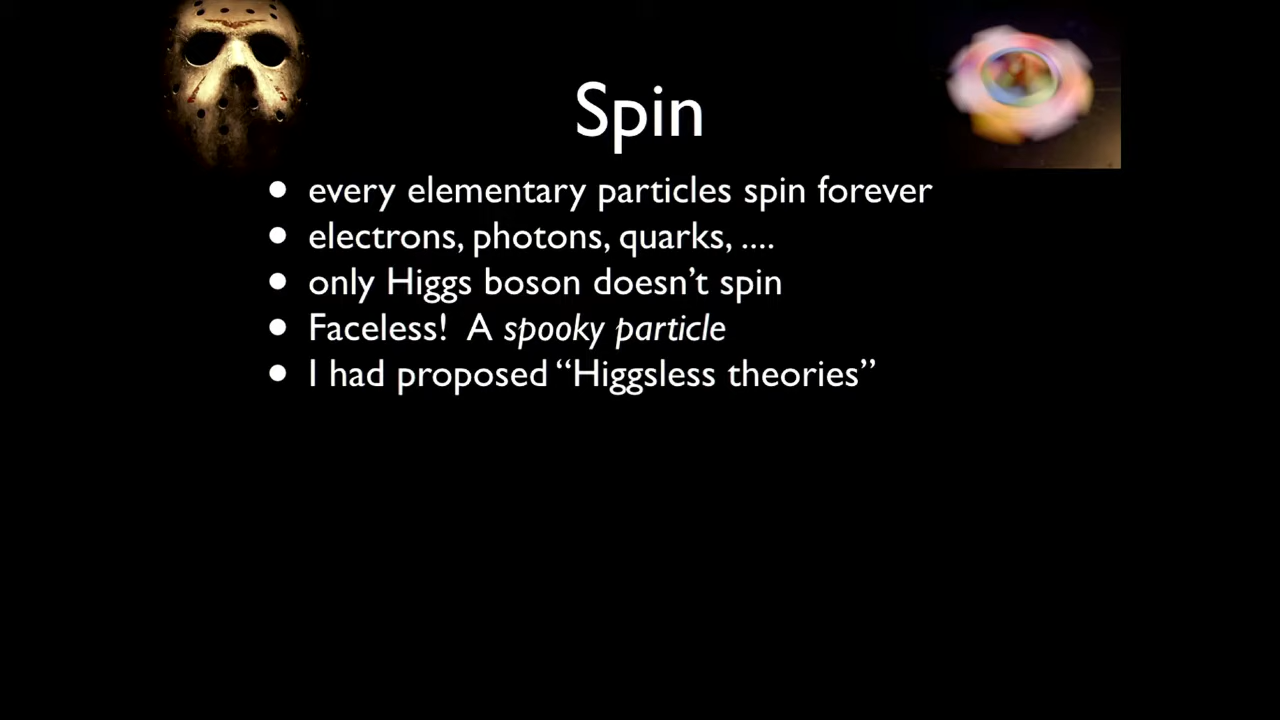 Spin
• every elementary particles spin forever
• electrons, photons, quarks, ....
• only Higgs boson doesn’t spin
• Faceless!  A spooky particle
• I had proposed “Higgsless theories”